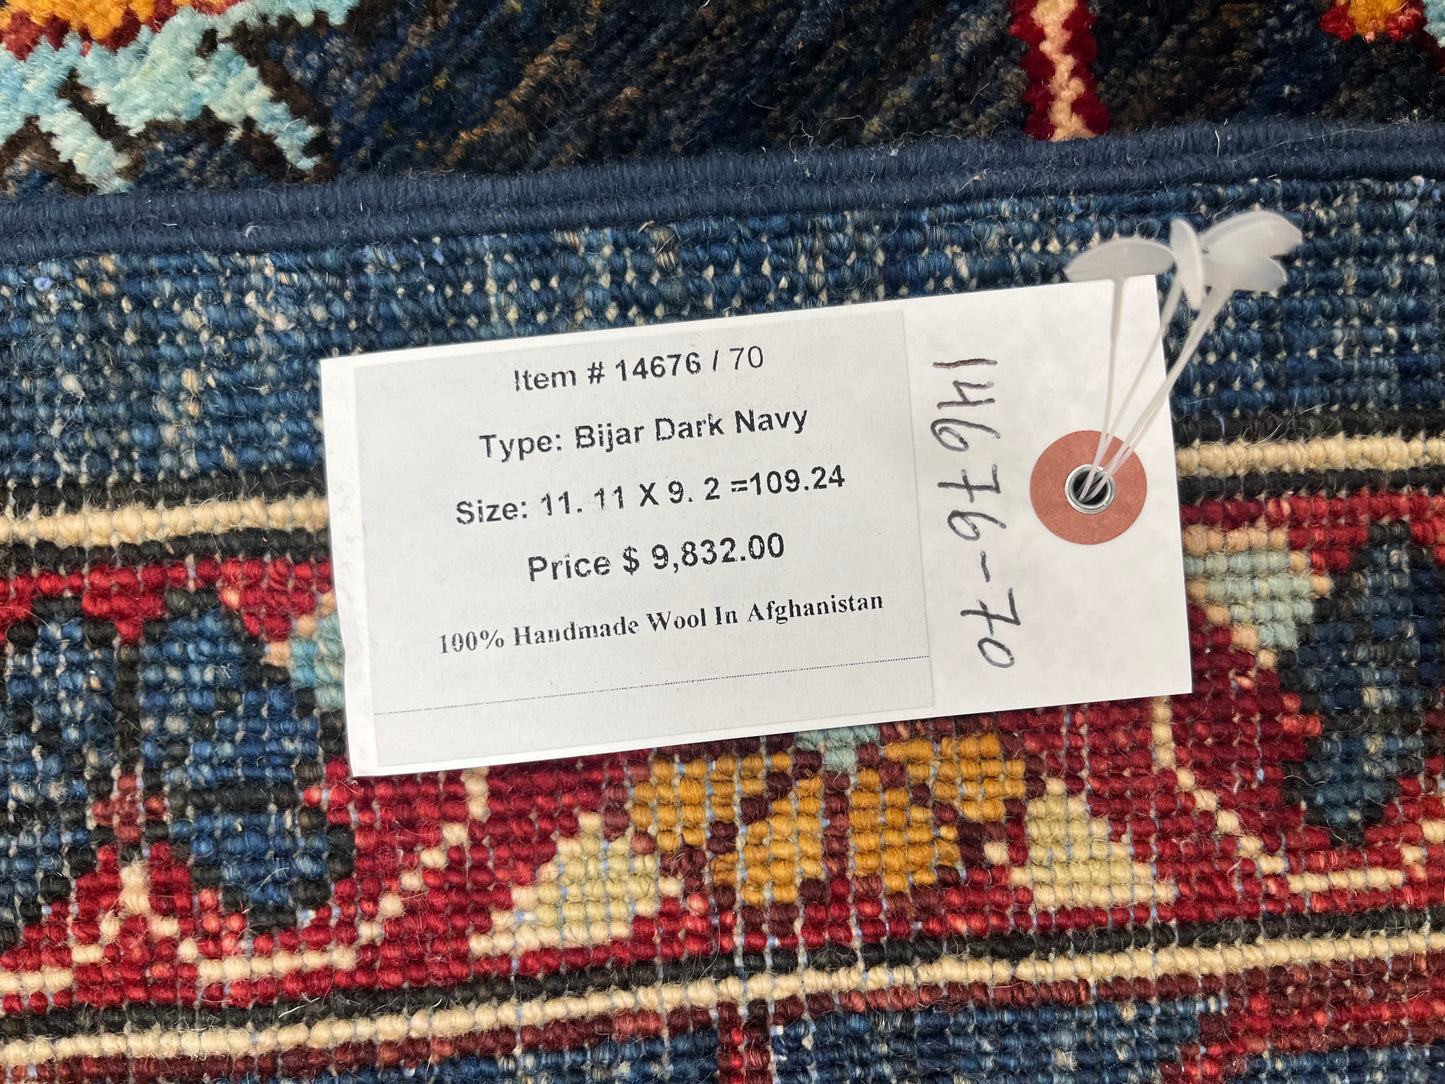 Item # 14676 / 70
Type: Bijar Dark Navy
Size: 11. 11 X 9. 2 =109.24
Price $ 9,832.00
100% Handmade Wool In Afghanistan
14676-70